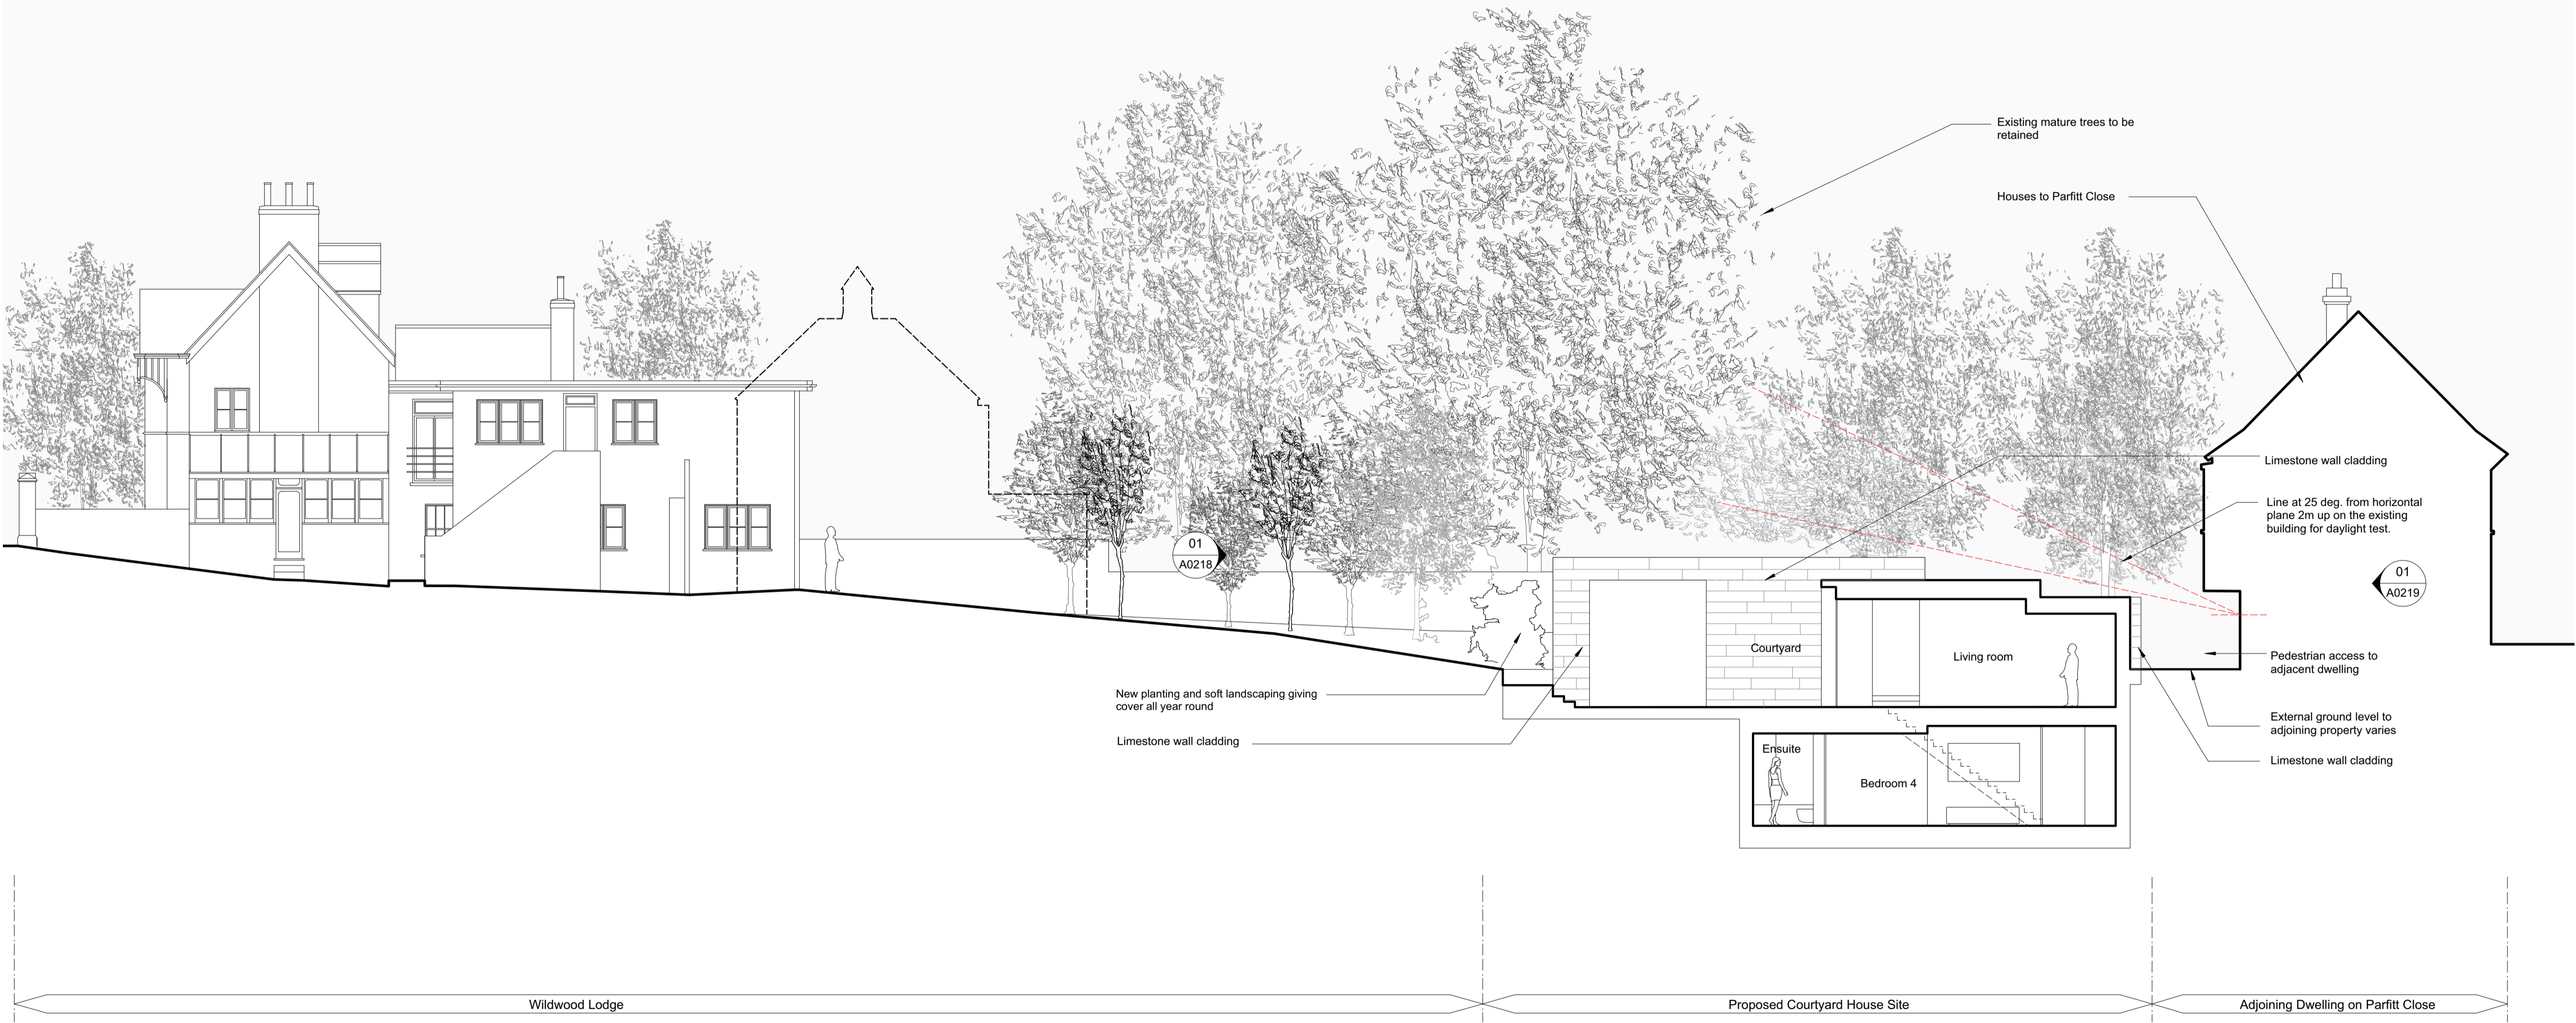 Existing mature trees to be
retained
Houses to Parfitt Close
Limestone wall cladding
Line at 25 deg. from horizontal
plane 2m up on the existing
building for daylight test.
01
A0218
01
A0219
Courtyard
Living room
Pedestrian access to
adjacent dwelling
New planting and soft landscaping giving
cover all year round
External ground level to
adjoining property varies
Limestone wall cladding
Ensuite
Limestone wall cladding
Bedroom 4
Wildwood Lodge
Proposed Courtyard House Site
Adjoining Dwelling on Parfitt Close